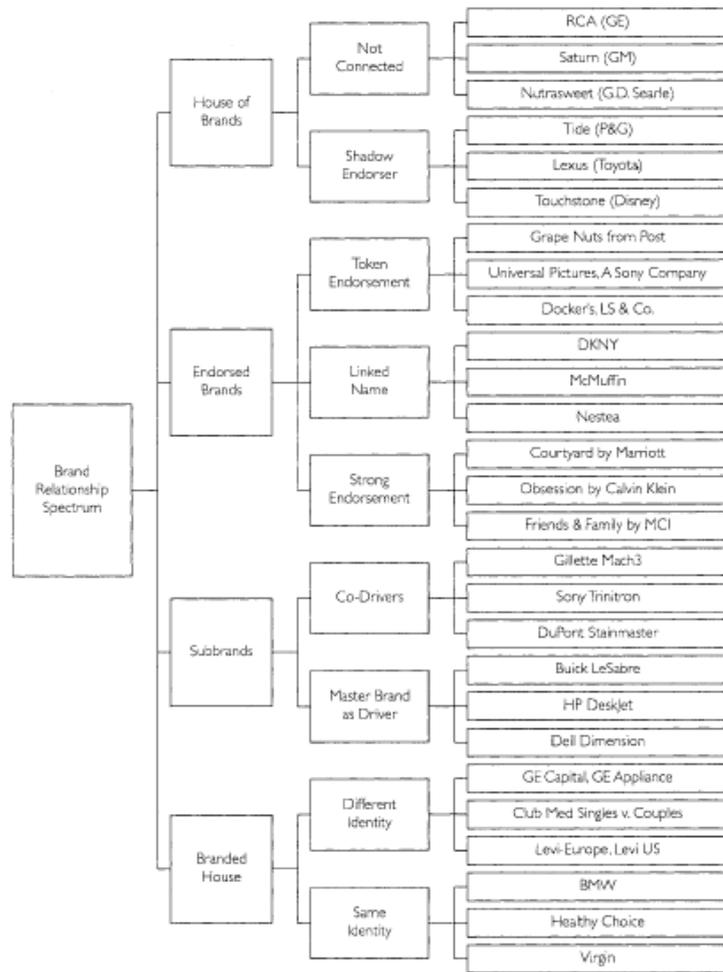 Brand
Relationship
Spectrum
House of
Brands
Not
Connected
RCA (GE)
Saturn (GM)
Nutrasweet (G.D. Searle)
Shadow
Endorser
Tide (P&G)
Lexus (Toyota)
Touchstone (Disney)
Endorsed
Brands
Token
Endorsement
Grape Nuts from Post
Universal Pictures, A Sony Company
Docker's, LS & Co.
Linked
Name
DKNY
McMuffin
Nestea
Strong
Endorsement
Courtyard by Marriott
Obsession by Calvin Klein
Friends & Family by MCI
Subbrands
Co-Drivers
Gillette Mach3
Sony Trinitron
DuPont Stainmaster
Master Brand
as Driver
Buick LeSabre
HP DeskJet
Dell Dimension
Branded
House
Different
Identity
GE Capital, GE Appliance
Club Med Singles v. Couples
Levi-Europe, Levi US
Same
Identity
BMW
Healthy Choice
Virgin